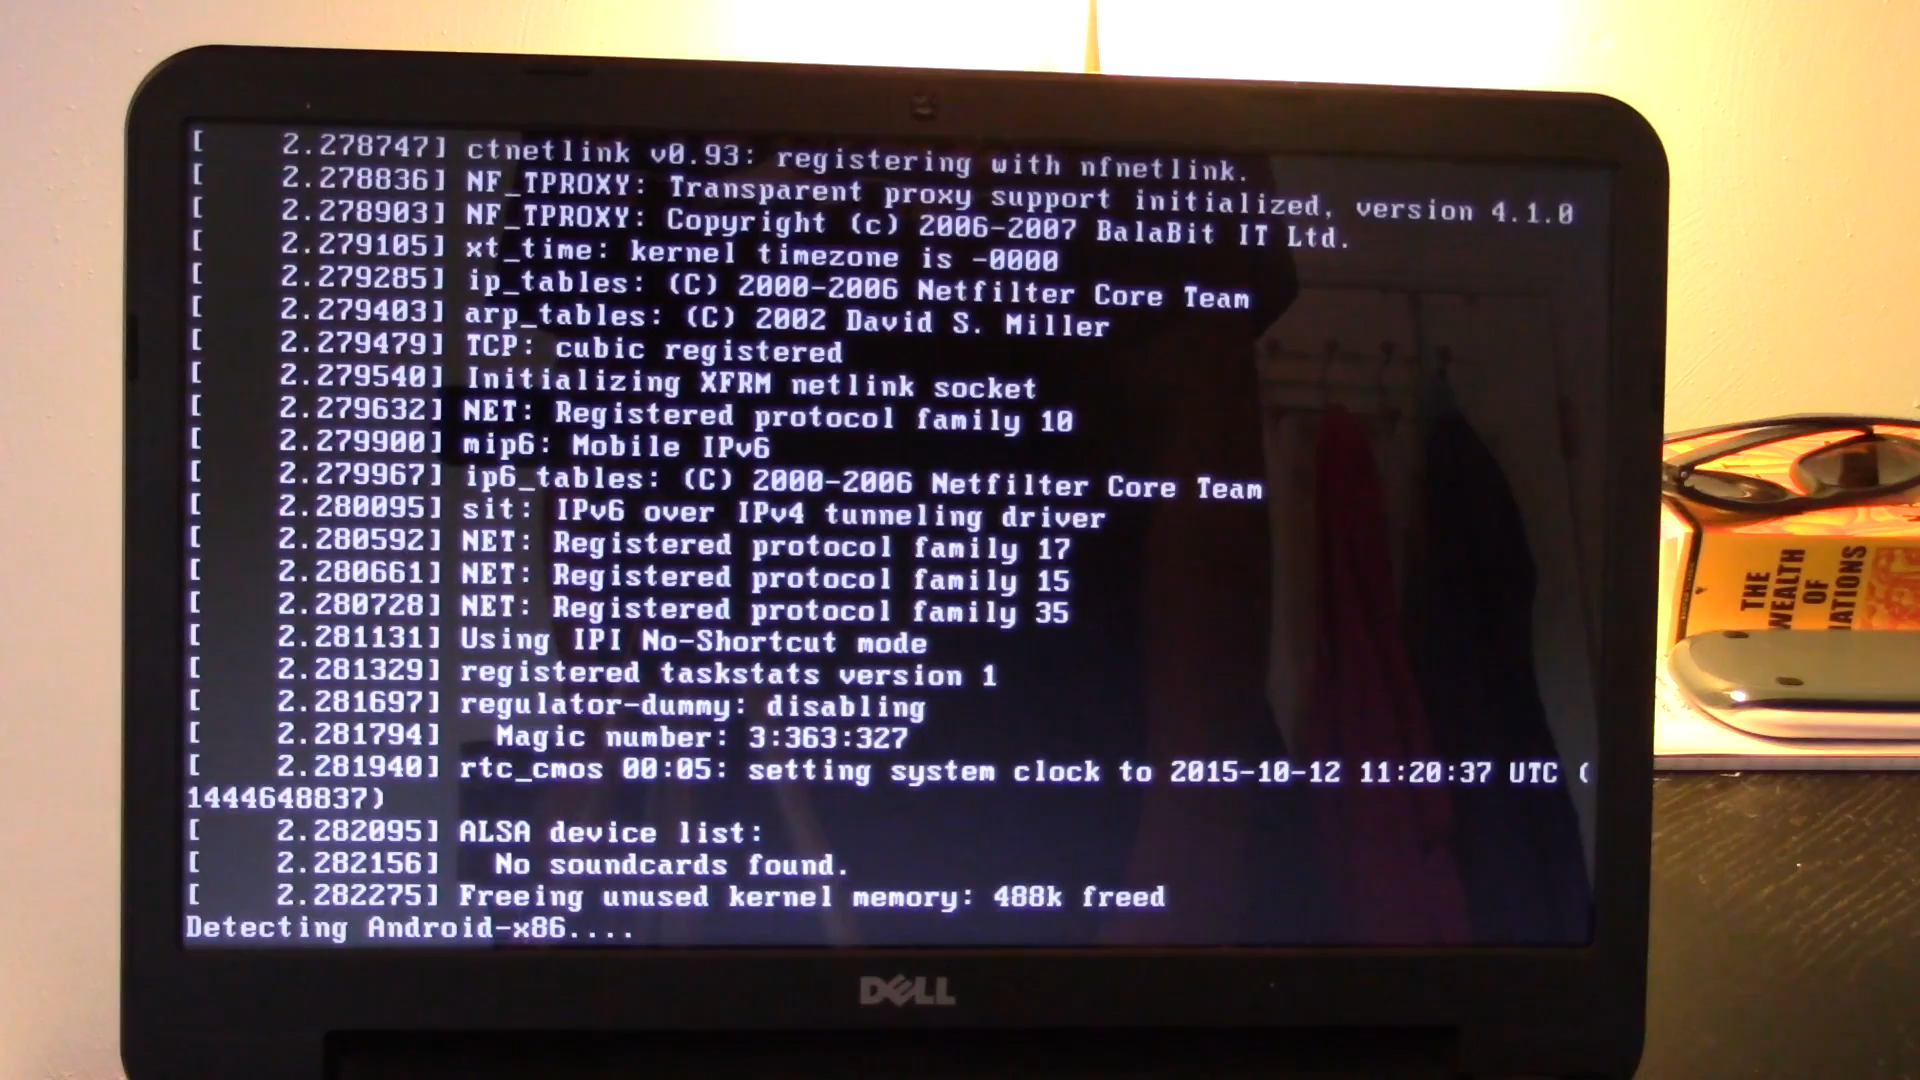 [    2.278747] ctnetlink v0.93: registering with nfnetlink.
[    2.278836] NF_TPROXY: Transparent proxy support initialized, version 4.1.0
[    2.278903] NF_TPROXY: Copyright (c) 2006-2007 BalaBit IT Ltd.
[    2.279105] xt_time: kernel timezone is -0000
[    2.279285] ip_tables: (C) 2000-2006 Netfilter Core Team
[    2.279403] arp_tables: (C) 2002 David S. Miller
[    2.279479] TCP: cubic registered
[    2.279540] Initializing XFRM netlink socket
[    2.279632] NET: Registered protocol family 10
[    2.279900] mip6: Mobile IPv6
[    2.279967] ip6_tables: (C) 2000-2006 Netfilter Core Team
[    2.280095] sit: IPv6 over IPv4 tunneling driver
[    2.280592] NET: Registered protocol family 17
[    2.280661] NET: Registered protocol family 15
[    2.280728] NET: Registered protocol family 35
[    2.281131] Using IPI No-Shortcut mode
[    2.281329] registered taskstats version 1
[    2.281697] regulator-dummy: disabling
[    2.281794]   Magic number: 3:363:327
[    2.281940] rtc_cmos 00:05: setting system clock to 2015-10-12 11:20:37 UTC (
1444648837)
[    2.282095] ALSA device list:
[    2.282156]   No soundcards found.
[    2.282275] Freeing unused kernel memory: 488k freed
Detecting Android-x86....
DELL
THE
WEALTH
OF
NATIONS